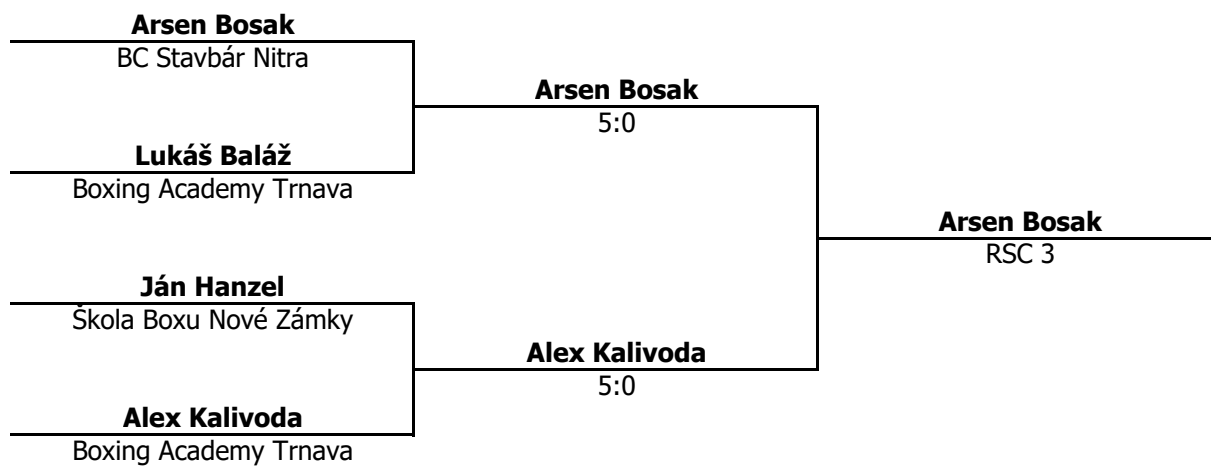 Arsen Bosak
BC Stavbár Nitra
Arsen Bosak
5:0
Lukáš Baláž
Boxing Academy Trnava
Arsen Bosak
RSC 3
Ján Hanzel
Škola Boxu Nové Zámky
Alex Kalivoda
5:0
Alex Kalivoda
Boxing Academy Trnava